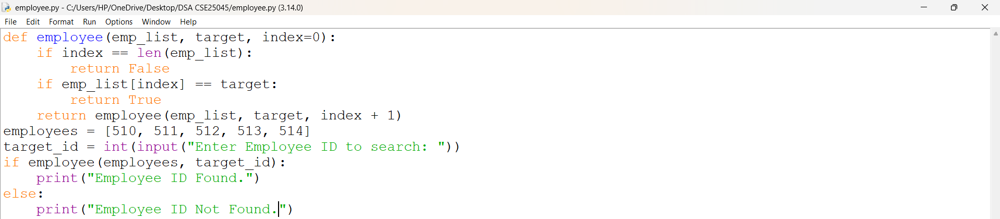 employee.py - C:/Users/HP/OneDrive/Desktop/DSA CSE25045/employee.py (3.14.0)
File Edit Format Run Options Window Help
def employee(emp_list, target, index=0):
    if index == len(emp_list):
        return False
    if emp_list[index] == target:
        return True
    return employee(emp_list, target, index + 1)
employees = [510, 511, 512, 513, 514]
target_id = int(input("Enter Employee ID to search: "))
if employee(employees, target_id):
    print("Employee ID Found.")
else:
    print("Employee ID Not Found.")